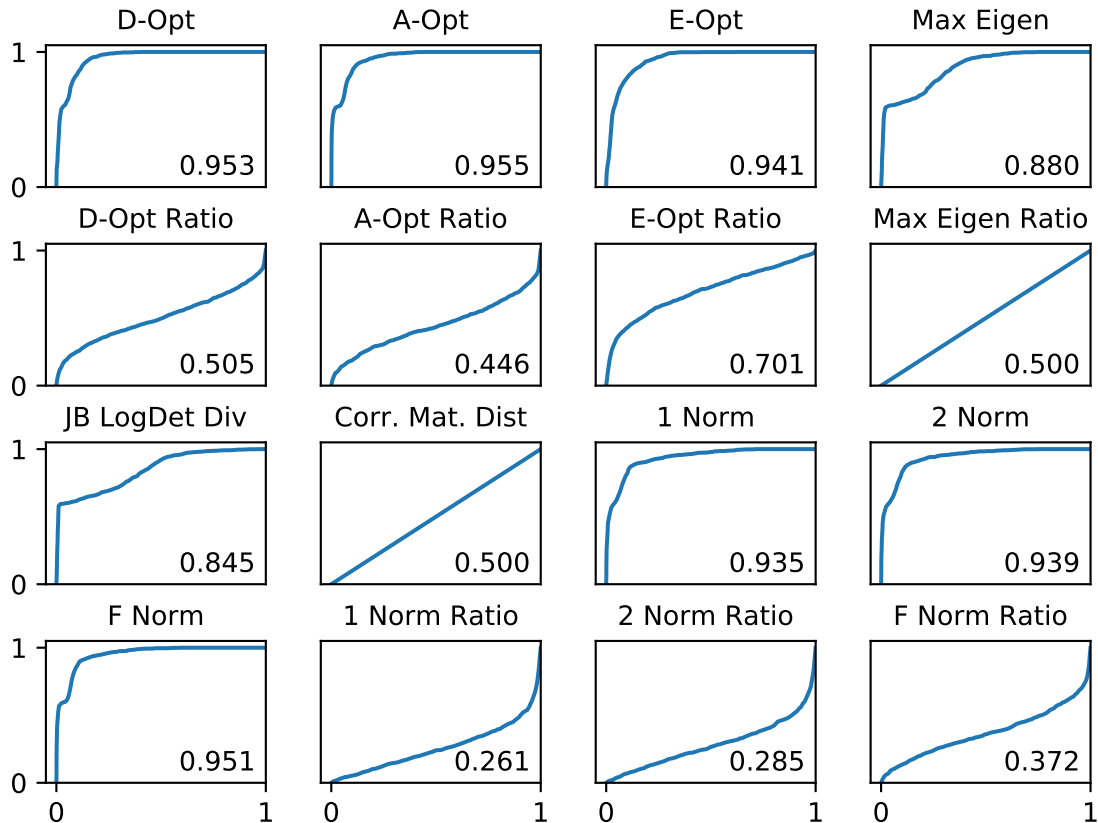 D-Opt A-Opt E-Opt Max Eigen
1
0.953 0.955 0.941 0.880
0
D-Opt Ratio A-Opt Ratio E-Opt Ratio Max Eigen Ratio
1
0.505 0.446 0.701 0.500
0
JB LogDet Div Corr. Mat. Dist 1 Norm 2 Norm
1
0.845 0.500 0.935 0.939
0
F Norm 1 Norm Ratio 2 Norm Ratio F Norm Ratio
1
0.951 0.261 0.285 0.372
0
0 1 0 1 0 1 0 1